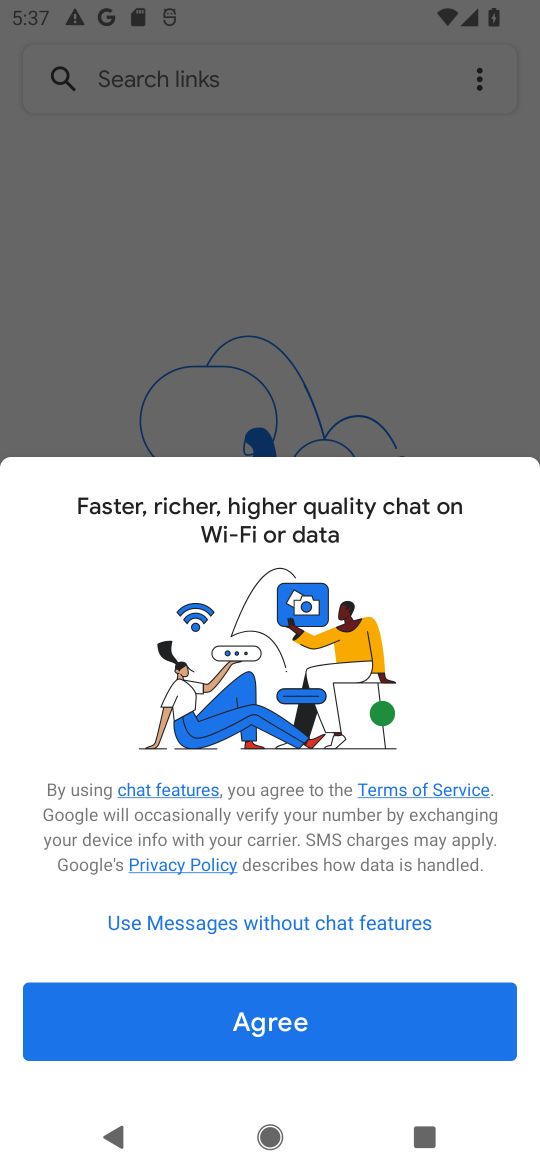 5:37
Search links
Faster, richer, higher quality chat on
Wi-Fi or data
By using chat features, you agree to the Terms of Service.
Google will occasionally verify your number by exchanging
your device info with your carrier. SMS charges may apply.
Google's Privacy Policy describes how data is handled.
Use Messages without chat features
Agree